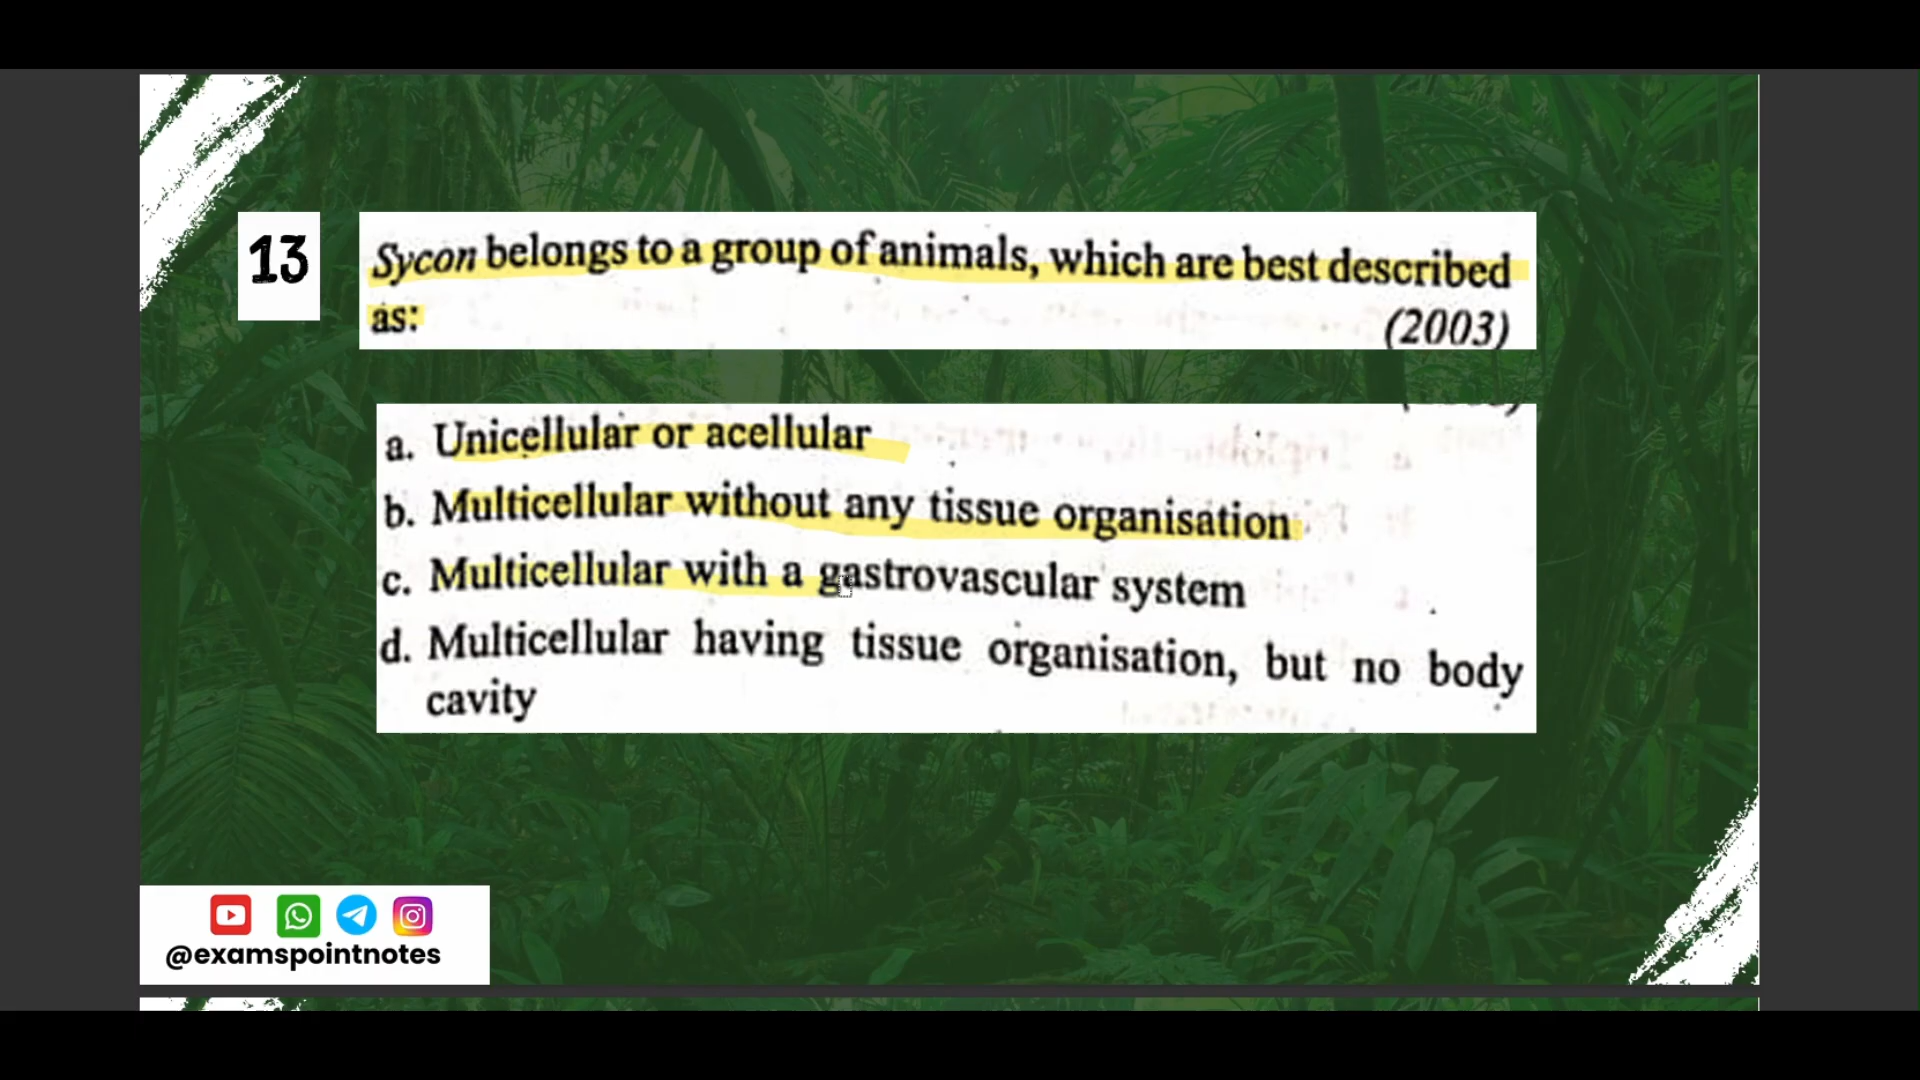 13
Sycon belongs to a group of animals, which are best described
as:
(2003)
a. Unicellular or acellular
b. Multicellular without any tissue organisation
c. Multicellular with a gastrovascular system
d. Multicellular having tissue organisation, but no body
cavity
@examspointnotes